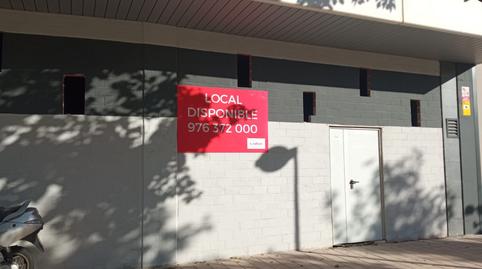 LOCAL
DISPONIBLE
976 372 000